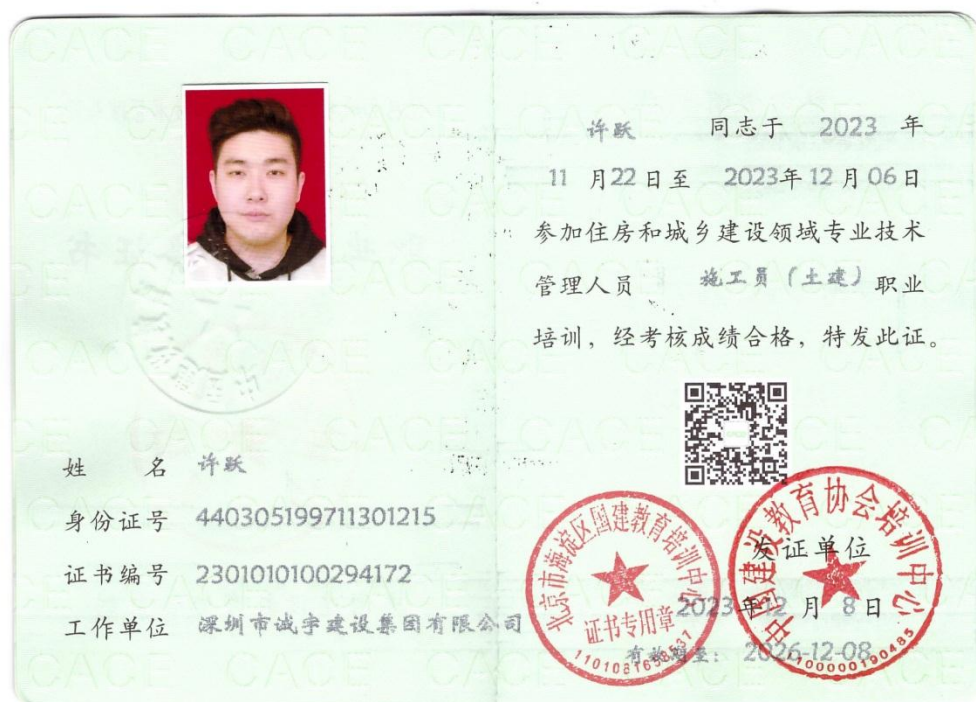 姓 名 许跃
身份证号 440305199711301215
证书编号 2301010100294172
工作单位 深圳市诚宇建设集团有限公司
许跃 同志于 2023 年
11 月 22 日至 2023年 12 月 06 日
参加住房和城乡建设领域专业技术
管理人员 施工员（土建） 职业
培训，经考核成绩合格，特发此证。
CACE
北京市海淀区国建教育培训中心
证书专用章
中国建设教育协会培训中心
发证单位
2023年12 月 8 日
有效期至： 2026-12-08